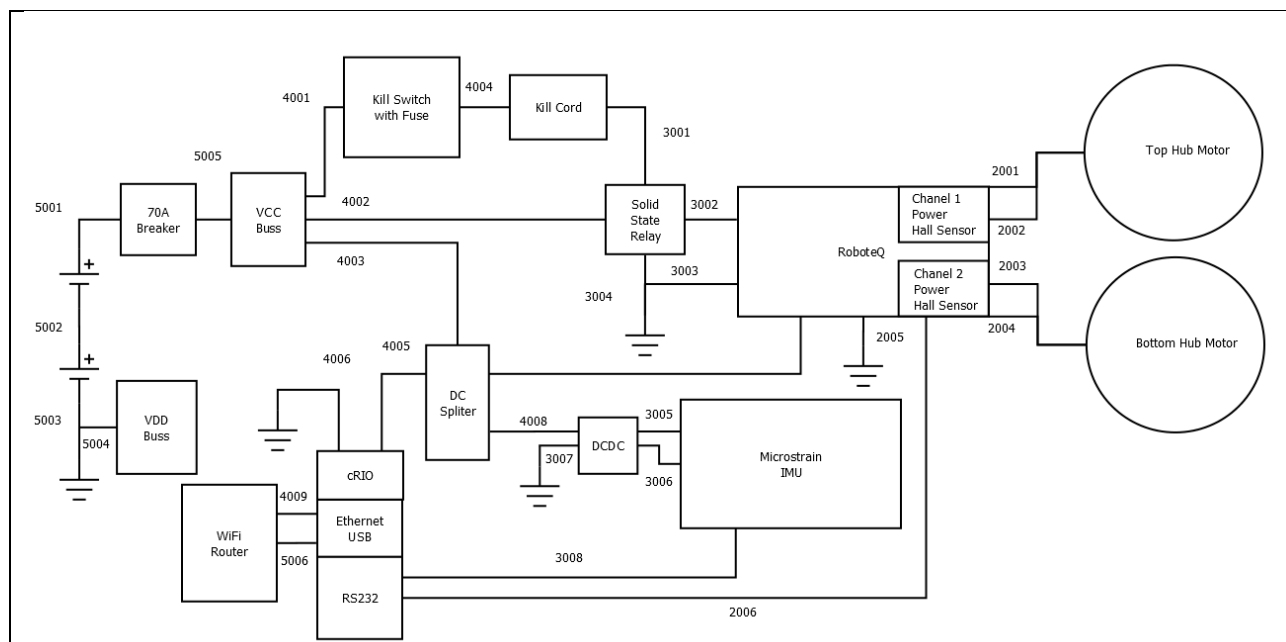 4001
Kill Switch
with Fuse
4004
Kill Cord
3001
5005
5001
70A
Breaker
VCC
Buss
4002
4003
Solid
State
Relay
3002
3003
3004
RoboteQ
Chanel 1
Power
Hall Sensor
Chanel 2
Power
Hall Sensor
2001
2002
2003
2004
2005
Top Hub Motor
Bottom Hub Motor
+
5002
+
5003
5004
VDD
Buss
4006
4005
DC
Spliter
4008
3007
DCDC
3005
3006
Microstrain
IMU
cRIO
4009
WiFi
Router
5006
Ethernet
USB
RS232
3008
2006